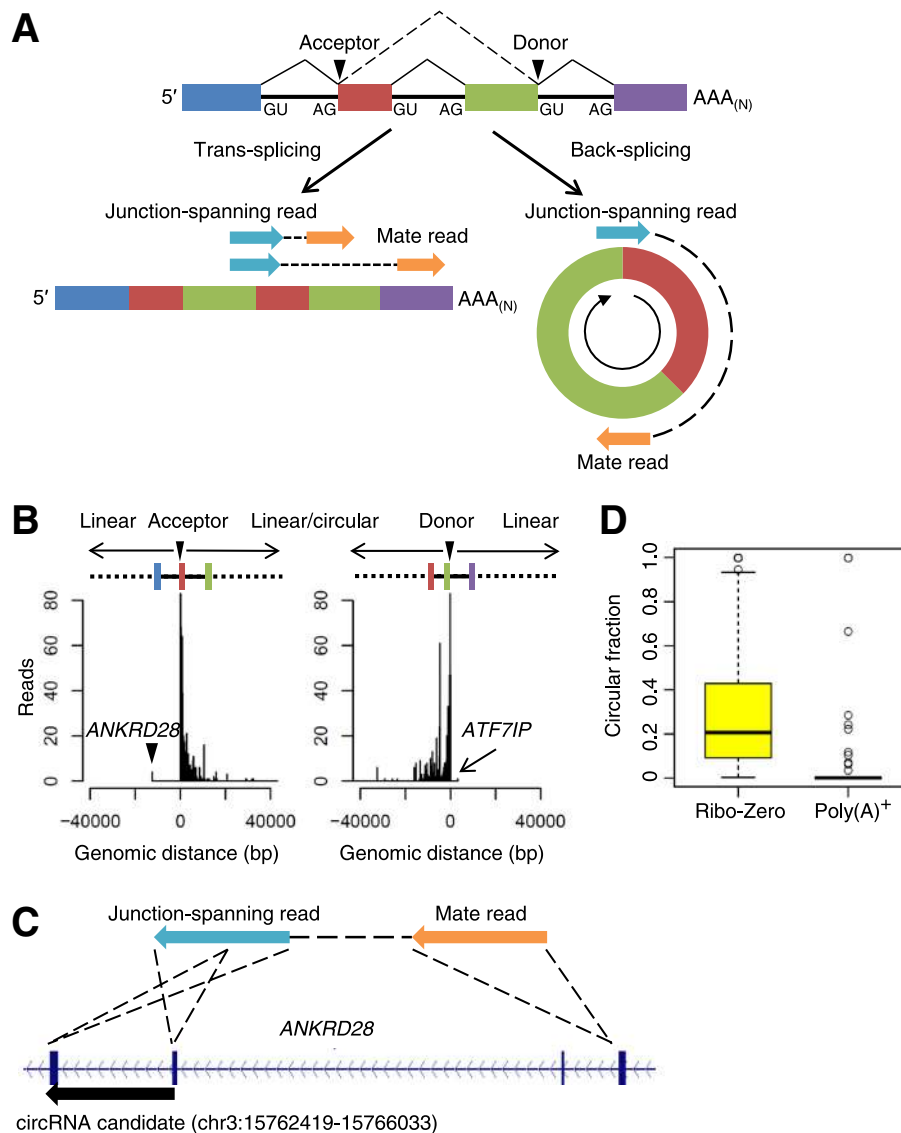 A
Acceptor
Donor
5′ GU AG GU AG GU AG AAA(N)
Trans-splicing
Back-splicing
Junction-spanning read
Mate read
5′ AAA(N)
Junction-spanning read
Mate read
B
Linear Acceptor Linear/circular Donor Linear
Reads
80
60
40
20
0
ANKRD28
−40000 0 40000
Genomic distance (bp)
80
60
40
20
0
ATF7IP
−40000 0 40000
Genomic distance (bp)
D
Circular fraction
1.0
0.8
0.6
0.4
0.2
0
Ribo-Zero Poly(A)+
C
Junction-spanning read Mate read
ANKRD28
circRNA candidate (chr3:15762419-15766033)